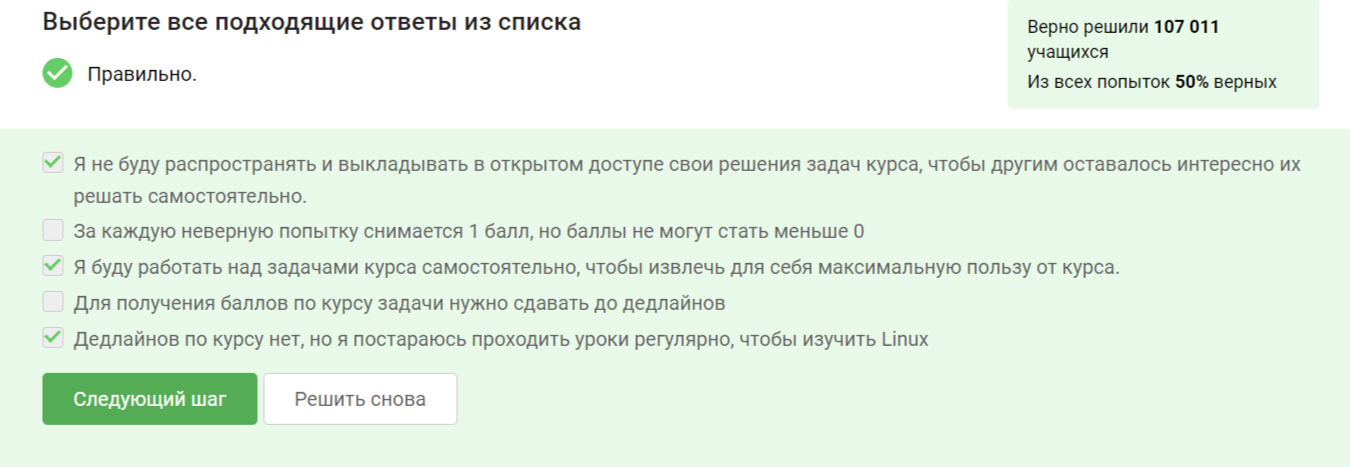 Выберите все подходящие ответы из списка
Правильно.
Верно решили 107 011
учащихся
Из всех попыток 50% верных
Я не буду распространять и выкладывать в открытом доступе свои решения задач курса, чтобы другим оставалось интересно их
решать самостоятельно.
За каждую неверную попытку снимается 1 балл, но баллы не могут стать меньше 0
Я буду работать над задачами курса самостоятельно, чтобы извлечь для себя максимальную пользу от курса.
Для получения баллов по курсу задачи нужно сдавать до дедлайнов
Дедлайнов по курсу нет, но я постараюсь проходить уроки регулярно, чтобы изучить Linux
Следующий шаг
Решить снова